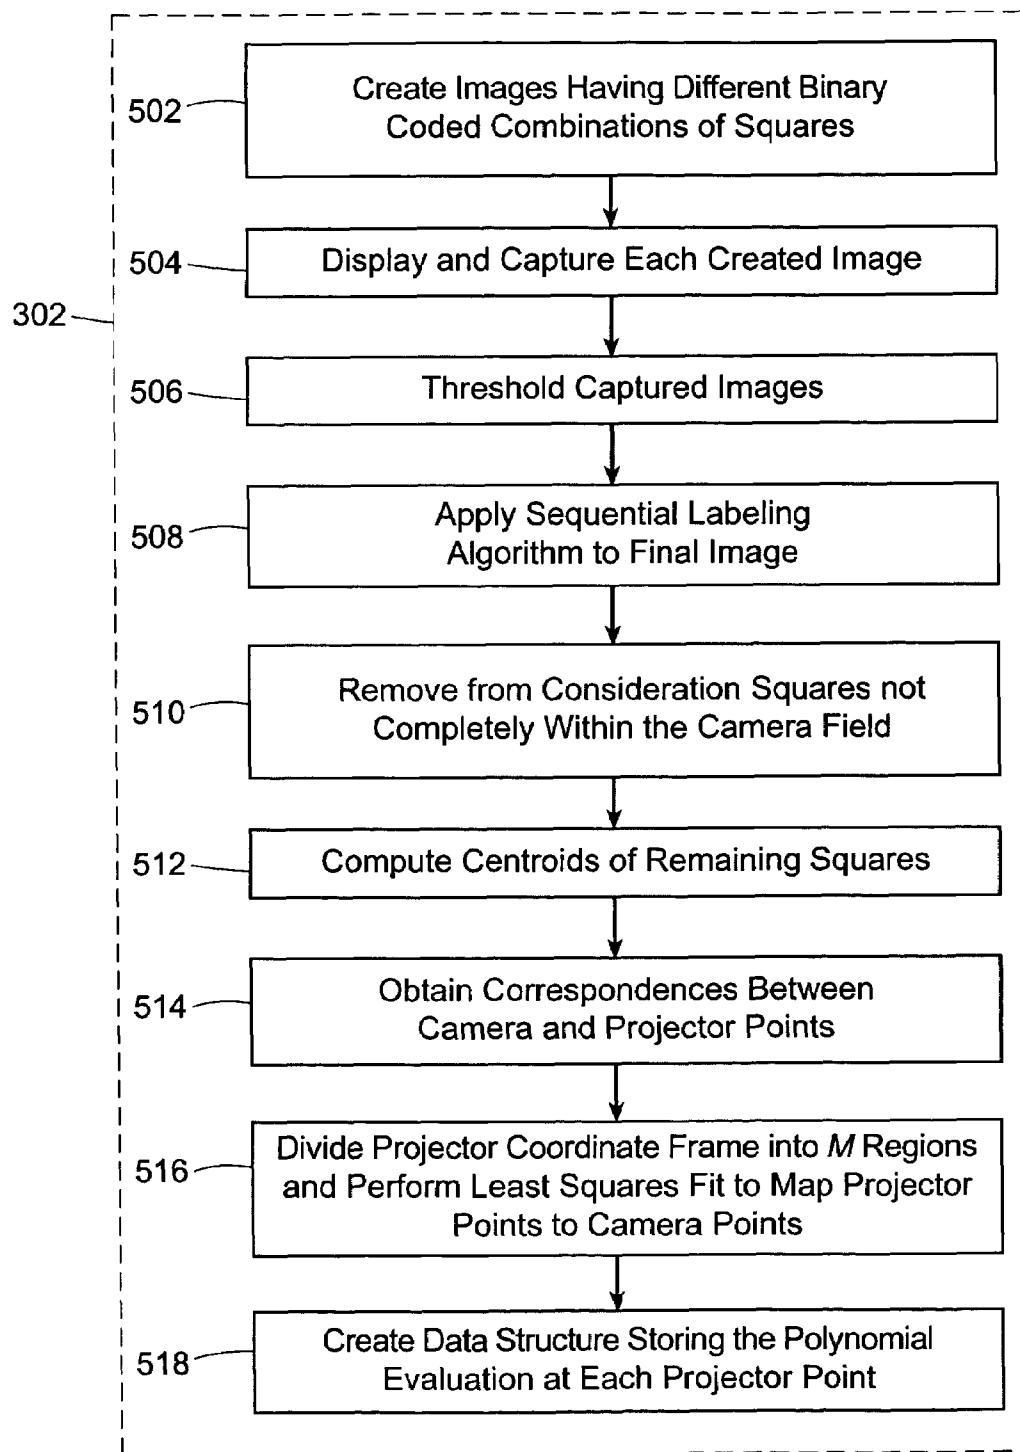 502
Create Images Having Different Binary
Coded Combinations of Squares
504
Display and Capture Each Created Image
302
506
Threshold Captured Images
508
Apply Sequential Labeling
Algorithm to Final Image
510
Remove from Consideration Squares not
Completely Within the Camera Field
512
Compute Centroids of Remaining Squares
514
Obtain Correspondences Between
Camera and Projector Points
516
Divide Projector Coordinate Frame into M Regions
and Perform Least Squares Fit to Map Projector
Points to Camera Points
518
Create Data Structure Storing the Polynomial
Evaluation at Each Projector Point